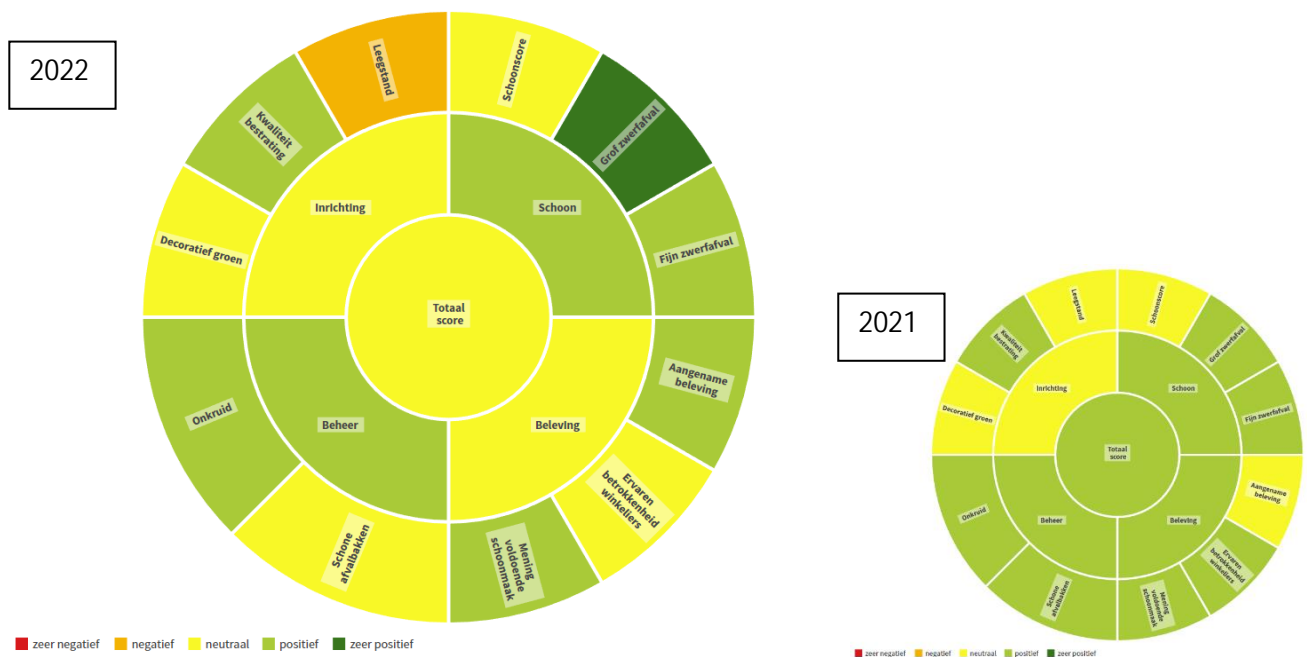 2022
Leegstand
Schoonscore
Kwaliteit
bestrating
Grof zwerfafval
Inrichting
Schoon
Decoratief groen
Fijn zwerfafval
Totaal
score
Aangename
beleving
Onkruid
Beheer
Beleving
Ervaren
betrokkenheid
winkeliers
Schone
afvalbakken
Mening
voldoende
schoonmaak
zeer negatief negatief neutraal positief zeer positief
2021
Leegstand
Schoonscore
Kwaliteit
bestrating
Grof zwerfafval
Inrichting
Schoon
Decoratief groen
Fijn zwerfafval
Totaal
score
Aangename
beleving
Onkruid
Beheer
Beleving
Ervaren
betrokkenheid
winkeliers
Schone
afvalbakken
Mening
voldoende
schoonmaak
zeer negatief negatief neutraal positief zeer positief